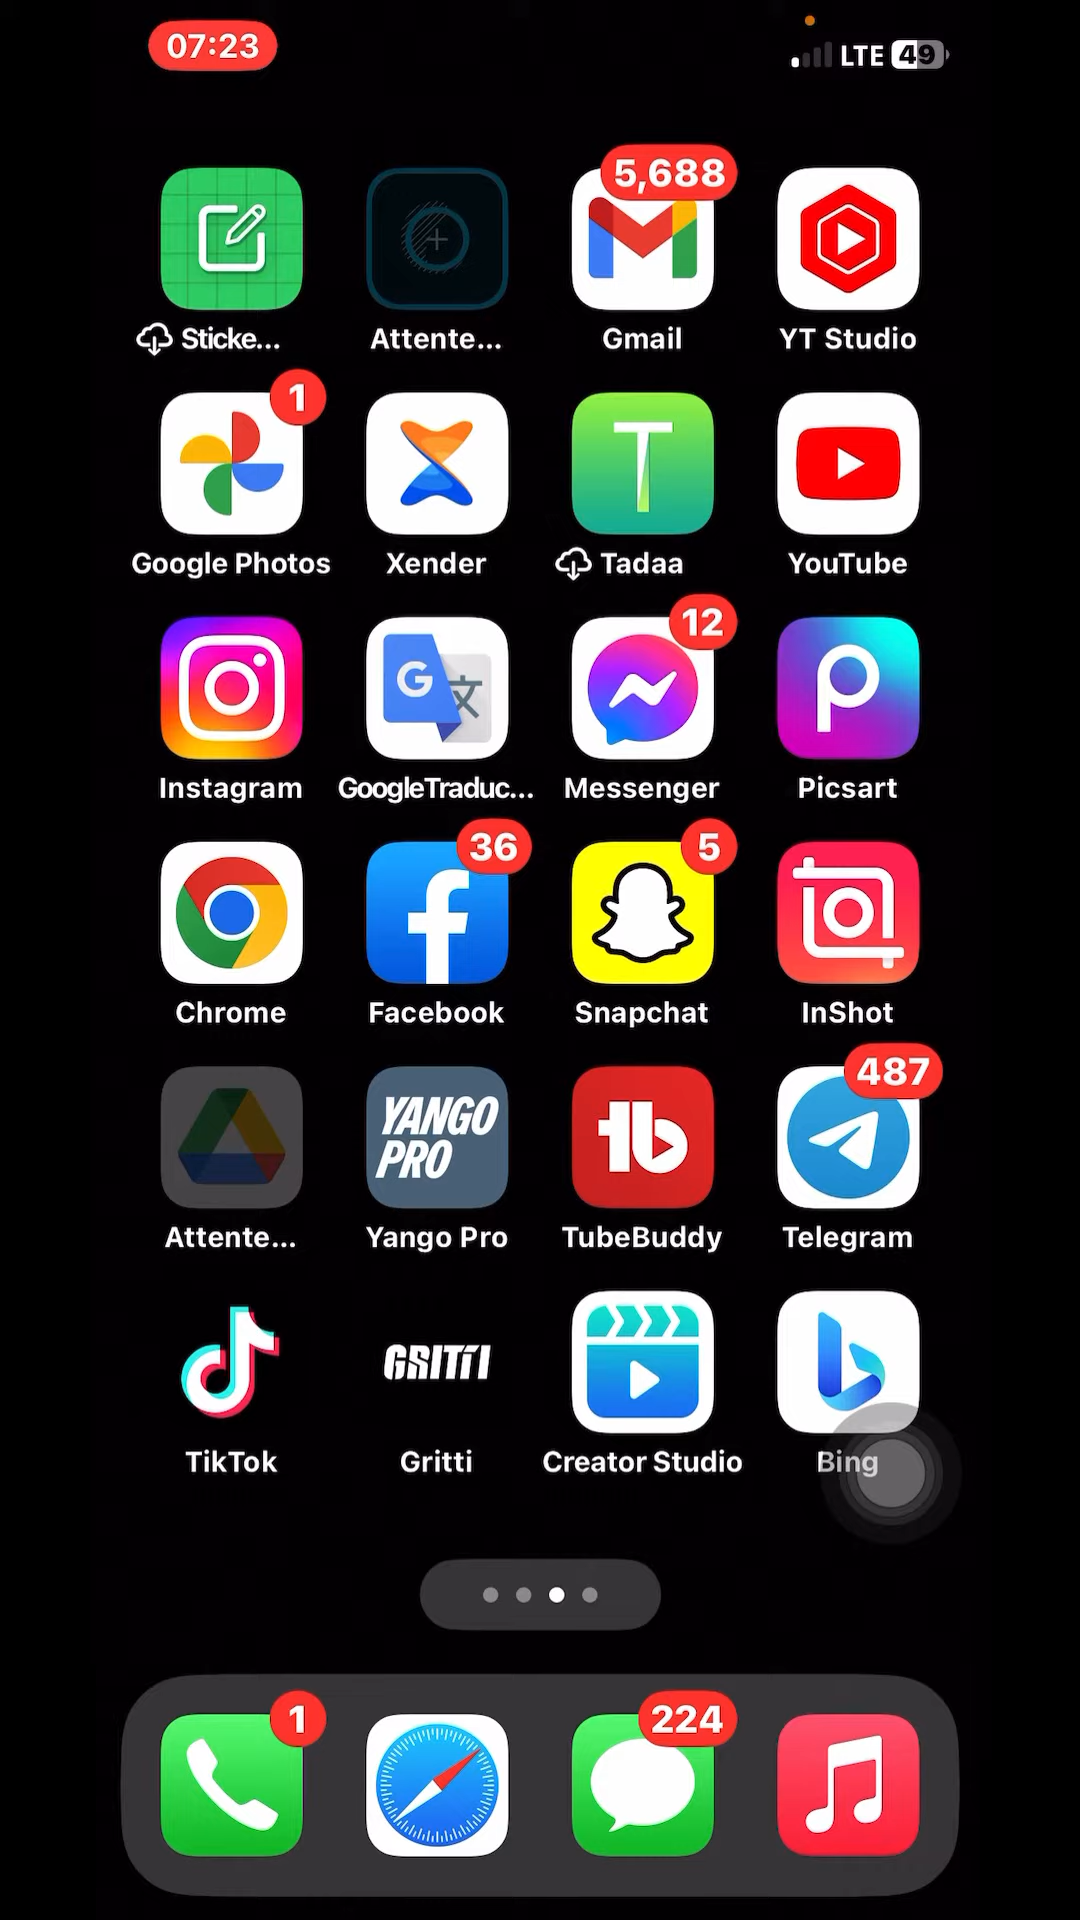 07:23
LTE 49
5,688
Sticke...
Attente...
Gmail
YT Studio
1
T
Google Photos
Xender
Tadaa
YouTube
12
G 文
Instagram
GoogleTraduc...
Messenger
Picsart
36
5
Chrome
Facebook
Snapchat
InShot
487
YANGO
PRO
tb
Attente...
Yango Pro
TubeBuddy
Telegram
GRITTI
TikTok
Gritti
Creator Studio
Bing
1
224